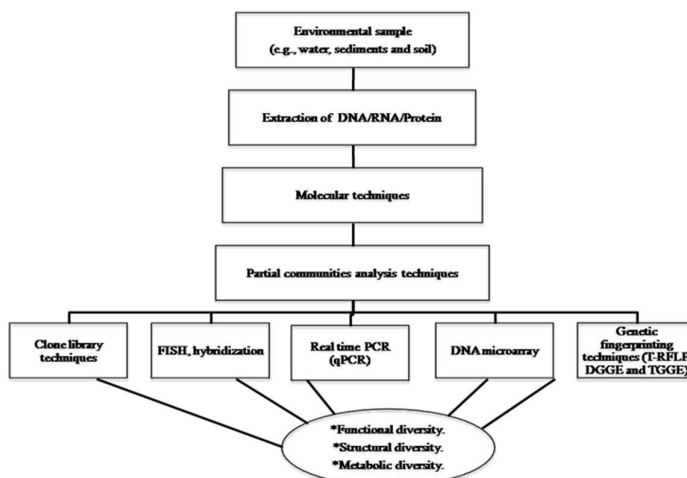 Environmental sample
(e.g., water, sediments and soil)
Extraction of DNA/RNA/Protein
Molecular techniques
Partial communities analysis techniques
Clone library
techniques
FISH, hybridization
Real time PCR
(qPCR)
DNA microarray
Genetic
fingerprinting
techniques (T-RFLP
DGGE and TGGE)
*Functional diversity.
*Structural diversity.
*Metabolic diversity.